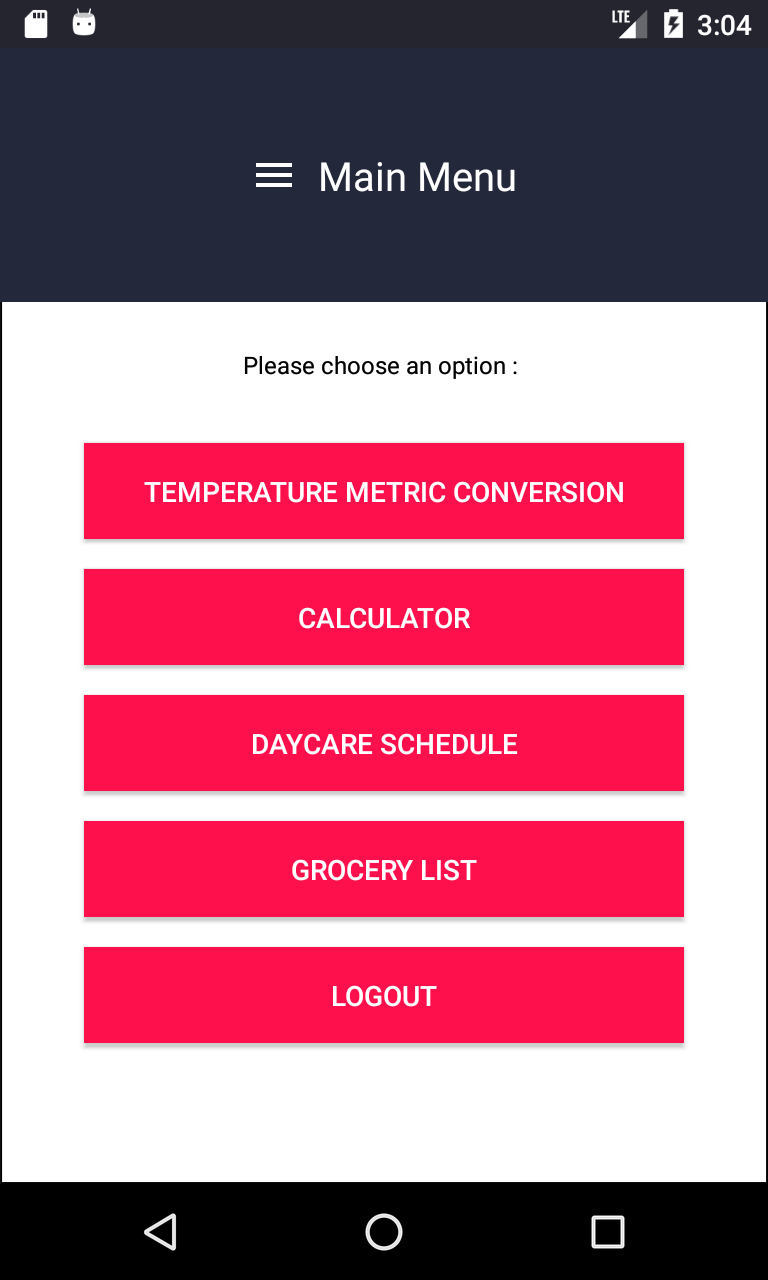 LTE 3:04
Main Menu
Please choose an option :
TEMPERATURE METRIC CONVERSION
CALCULATOR
DAYCARE SCHEDULE
GROCERY LIST
LOGOUT